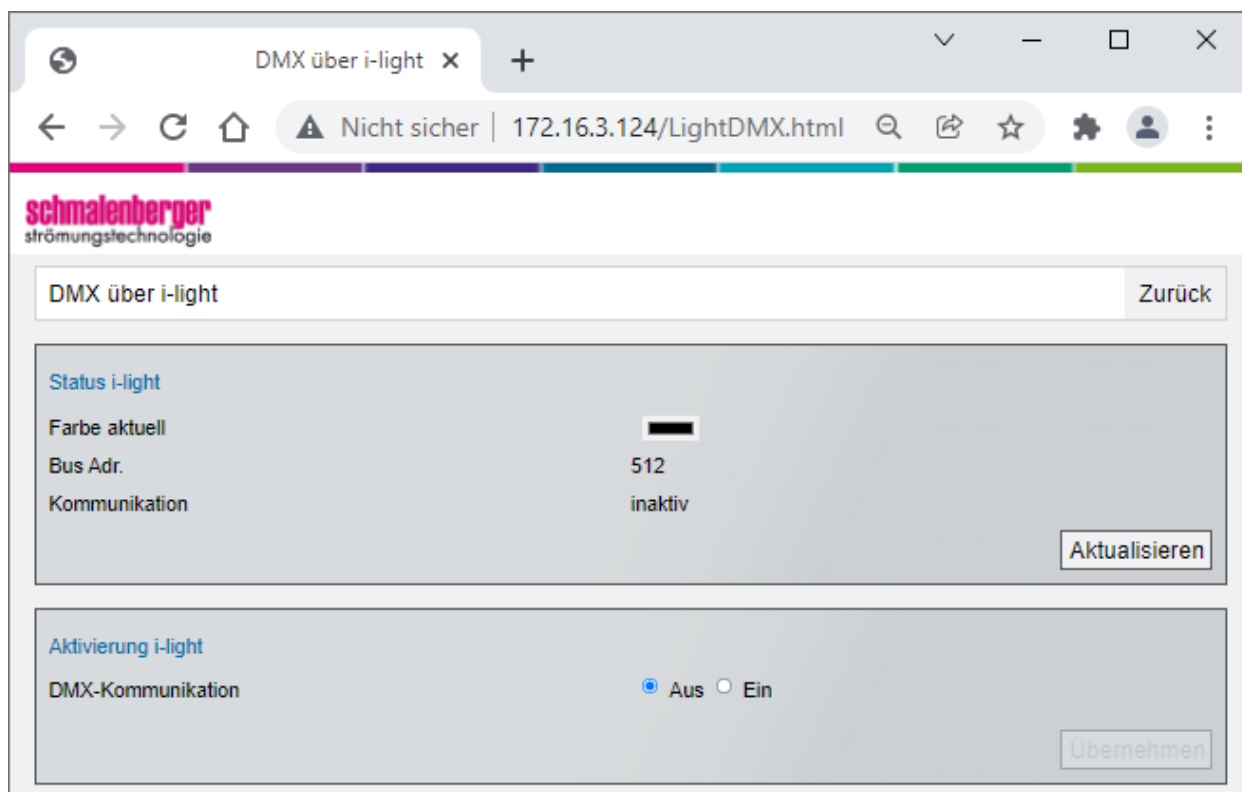 DMX über i-light
Nicht sicher 172.16.3.124/LightDMX.html
schmalenberger
strömungstechnologie
DMX über i-light Zurück
Status i-light
Farbe aktuell
Bus Adr. 512
Kommunikation inaktiv
Aktualisieren
Aktivierung i-light
DMX-Kommunikation Aus Ein
Übernehmen